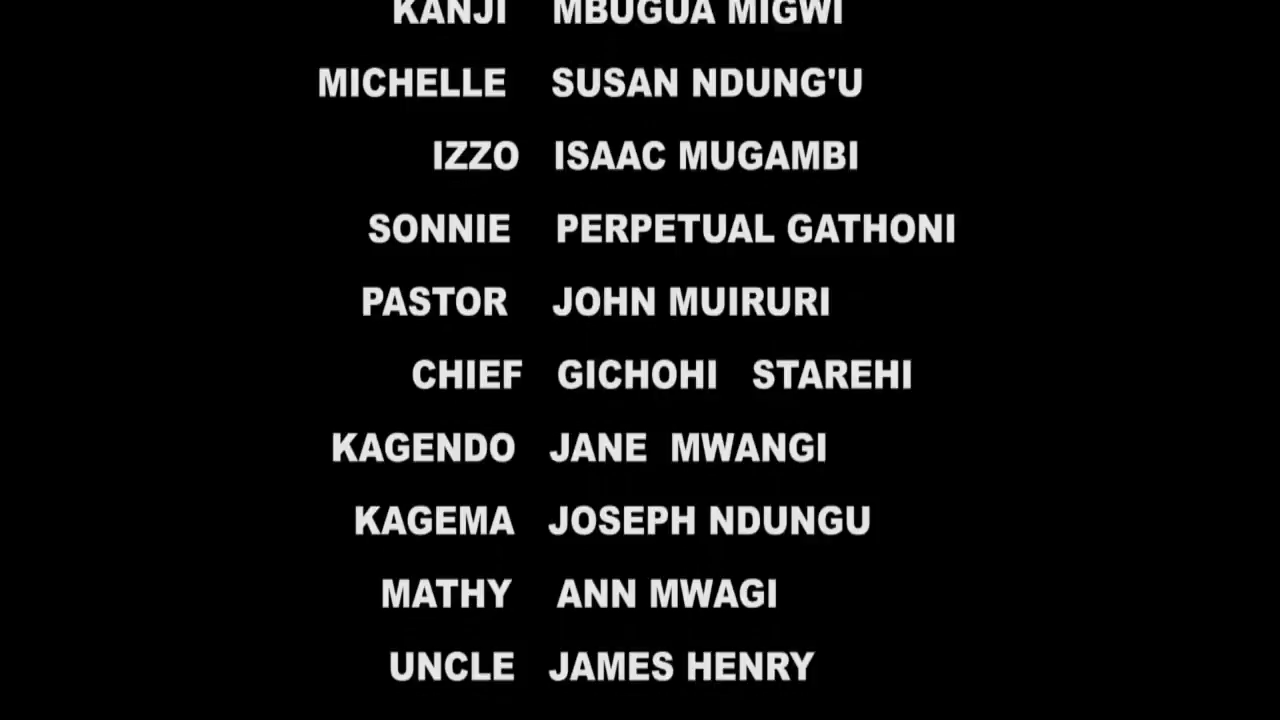 KANJI MBUGUA MIGWI
MICHELLE SUSAN NDUNG'U
IZZO ISAAC MUGAMBI
SONNIE PERPETUAL GATHONI
PASTOR JOHN MUIRURI
CHIEF GICHOHI STAREHI
KAGENDO JANE MWANGI
KAGEMA JOSEPH NDUNGU
MATHY ANN MWAGI
UNCLE JAMES HENRY